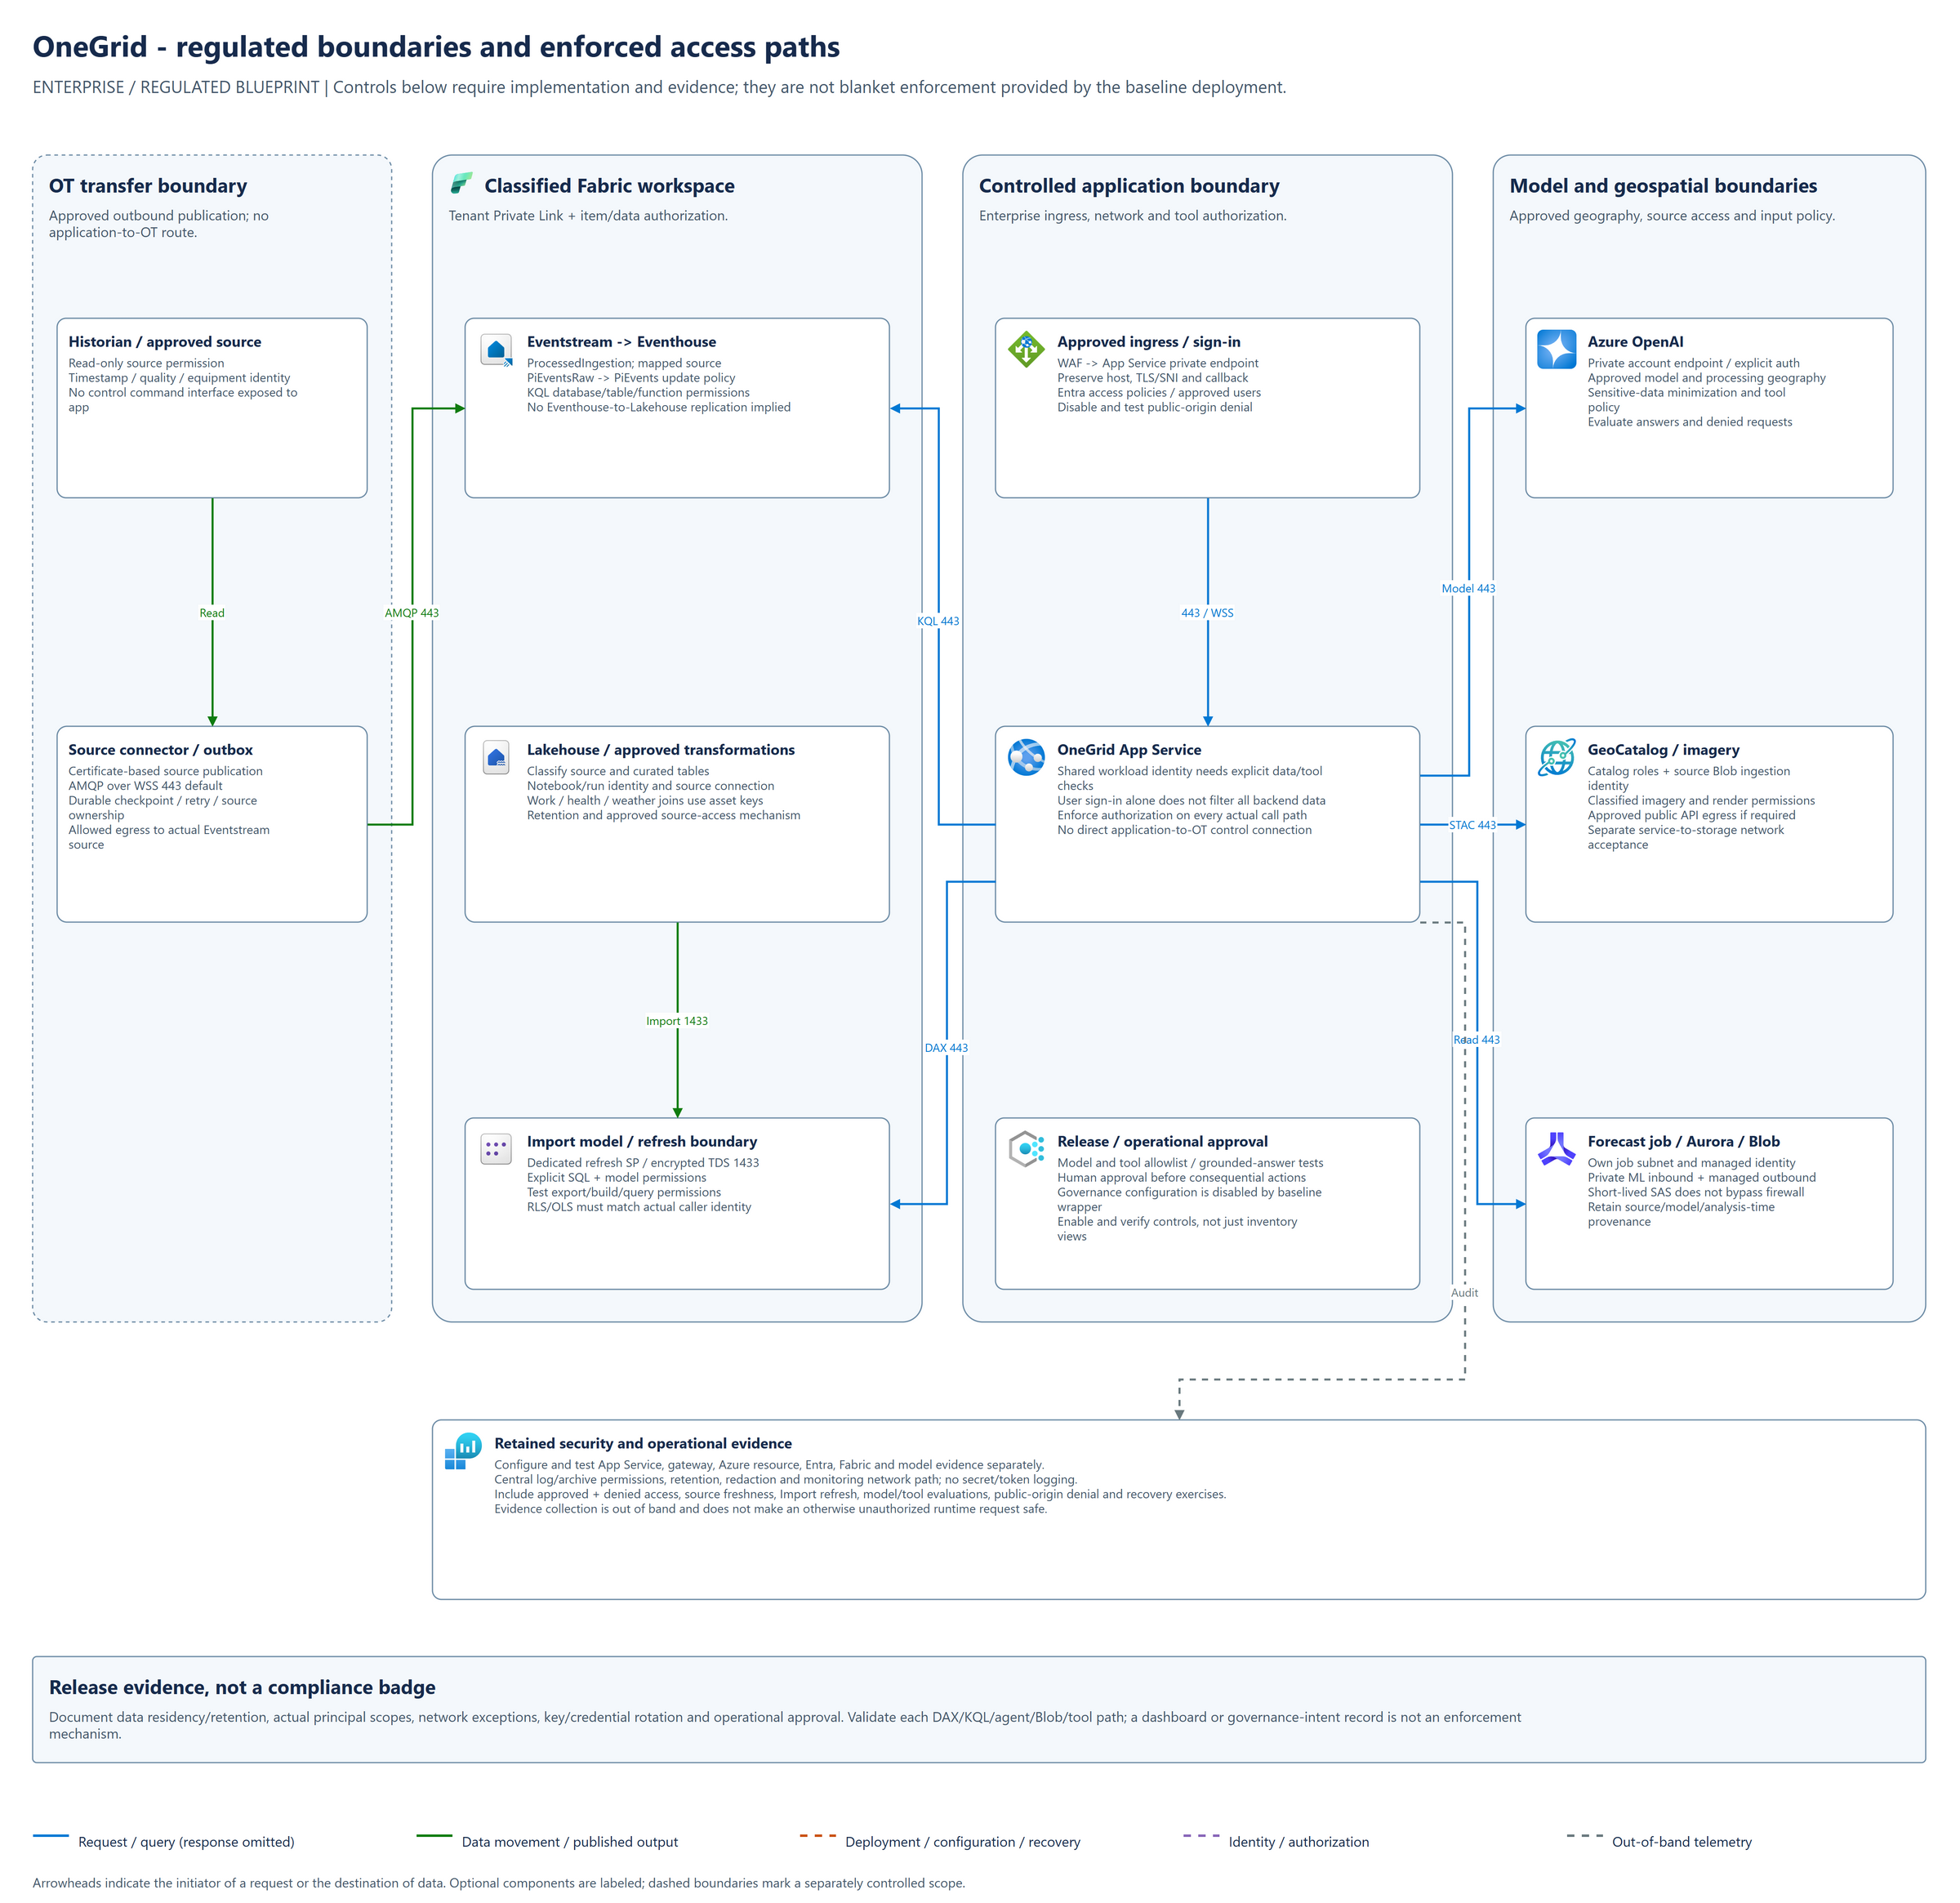 OneGrid - regulated boundaries and enforced access paths
ENTERPRISE / REGULATED BLUEPRINT | Controls below require implementation and evidence; they are not blanket enforcement provided by the baseline deployment.
OT transfer boundary
Approved outbound publication; no
application-to-OT route.
Historian / approved source
Read-only source permission
Timestamp / quality / equipment identity
No control command interface exposed to
app
Read
Source connector / outbox
Certificate-based source publication
AMQP over WSS 443 default
Durable checkpoint / retry / source
ownership
Allowed egress to actual Eventstream
source
AMQP 443
Classified Fabric workspace
Tenant Private Link + item/data authorization.
Eventstream -> Eventhouse
ProcessedIngestion; mapped source
PiEventsRaw -> PiEvents update policy
KQL database/table/function permissions
No Eventhouse-to-Lakehouse replication implied
Lakehouse / approved transformations
Classify source and curated tables
Notebook/run identity and source connection
Work / health / weather joins use asset keys
Retention and approved source-access mechanism
Import 1433
Import model / refresh boundary
Dedicated refresh SP / encrypted TDS 1433
Explicit SQL + model permissions
Test export/build/query permissions
RLS/OLS must match actual caller identity
KQL 443
DAX 443
Controlled application boundary
Enterprise ingress, network and tool authorization.
Approved ingress / sign-in
WAF -> App Service private endpoint
Preserve host, TLS/SNI and callback
Entra access policies / approved users
Disable and test public-origin denial
443 / WSS
OneGrid App Service
Shared workload identity needs explicit data/tool
checks
User sign-in alone does not filter all backend data
Enforce authorization on every actual call path
No direct application-to-OT control connection
Release / operational approval
Model and tool allowlist / grounded-answer tests
Human approval before consequential actions
Governance configuration is disabled by baseline
wrapper
Enable and verify controls, not just inventory
views
Model 443
STAC 443
Read 443
Audit
Model and geospatial boundaries
Approved geography, source access and input policy.
Azure OpenAI
Private account endpoint / explicit auth
Approved model and processing geography
Sensitive-data minimization and tool
policy
Evaluate answers and denied requests
GeoCatalog / imagery
Catalog roles + source Blob ingestion
identity
Classified imagery and render permissions
Approved public API egress if required
Separate service-to-storage network
acceptance
Forecast job / Aurora / Blob
Own job subnet and managed identity
Private ML inbound + managed outbound
Short-lived SAS does not bypass firewall
Retain source/model/analysis-time
provenance
Retained security and operational evidence
Configure and test App Service, gateway, Azure resource, Entra, Fabric and model evidence separately.
Central log/archive permissions, retention, redaction and monitoring network path; no secret/token logging.
Include approved + denied access, source freshness, Import refresh, model/tool evaluations, public-origin denial and recovery exercises.
Evidence collection is out of band and does not make an otherwise unauthorized runtime request safe.
Release evidence, not a compliance badge
Document data residency/retention, actual principal scopes, network exceptions, key/credential rotation and operational approval. Validate each DAX/KQL/agent/Blob/tool path; a dashboard or governance-intent record is not an enforcement
mechanism.
Request / query (response omitted)
Data movement / published output
Deployment / configuration / recovery
Identity / authorization
Out-of-band telemetry
Arrowheads indicate the initiator of a request or the destination of data. Optional components are labeled; dashed boundaries mark a separately controlled scope.